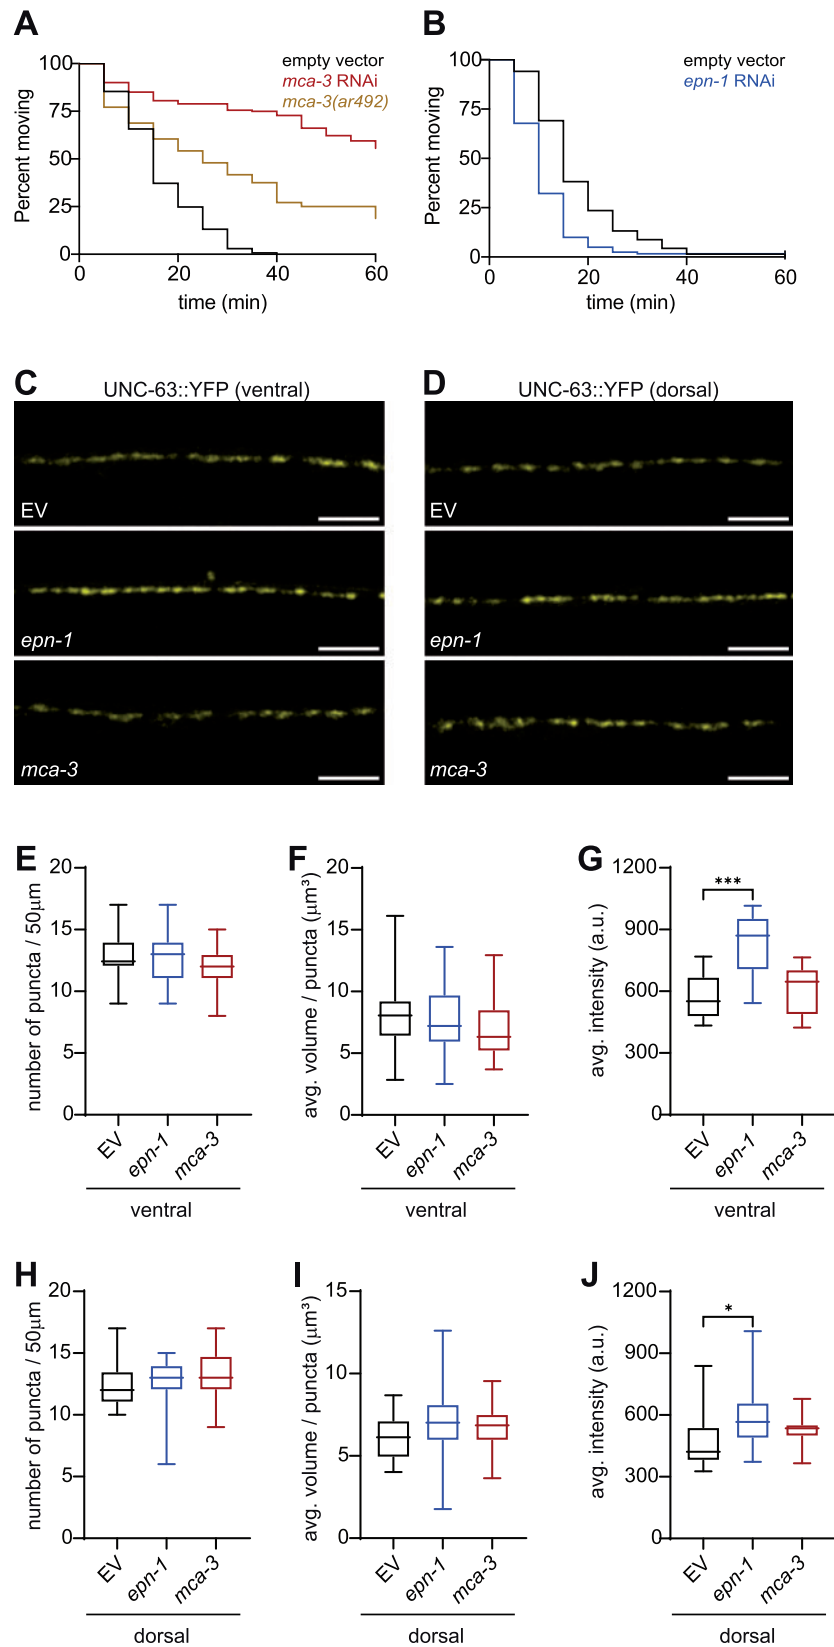 A
Percent moving
100
75
50
25
0
0 20 40 60
time (min)
empty vector
mca-3 RNAi
mca-3(ar492)
B
Percent moving
100
75
50
25
0
0 20 40 60
time (min)
empty vector
epn-1 RNAi
C
UNC-63::YFP (ventral)
EV
epn-1
mca-3
D
UNC-63::YFP (dorsal)
EV
epn-1
mca-3
E
number of puncta / 50μm
20
15
10
5
0
EV epn-1 mca-3
ventral
F
avg. volume / puncta (μm³)
20
15
10
5
0
EV epn-1 mca-3
ventral
G
avg. intensity (a.u.)
1200
900
600
300
0
***
EV epn-1 mca-3
ventral
H
number of puncta / 50μm
20
15
10
5
0
EV epn-1 mca-3
dorsal
I
avg. volume / puncta (μm³)
15
10
5
0
EV epn-1 mca-3
dorsal
J
avg. intensity (a.u.)
1200
900
600
300
0
*
EV epn-1 mca-3
dorsal